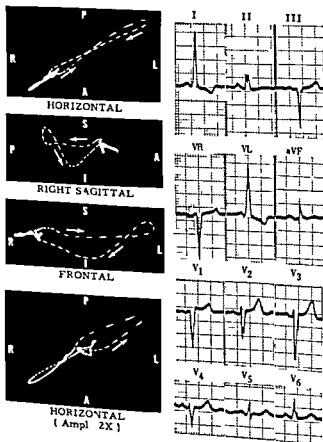 P
R L
A
HORIZONTAL
S
P A
I
RIGHT SAGITTAL
S
R L
I
FRONTAL
P
R L
A
HORIZONTAL
( Ampl 2X )
I II III
VR VL aVF
V1 V2 V3
V4 V5 V6